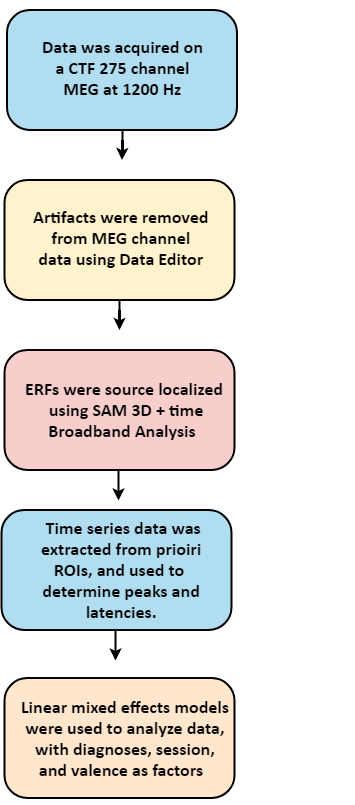 Data was acquired on
a CTF 275 channel
MEG at 1200 Hz
Artifacts were removed
from MEG channel
data using Data Editor
ERFs were source localized
using SAM 3D + time
Broadband Analysis
Time series data was
extracted from prioiri
ROIs, and used to
determine peaks and
latencies.
Linear mixed effects models
were used to analyze data,
with diagnoses, session,
and valence as factors